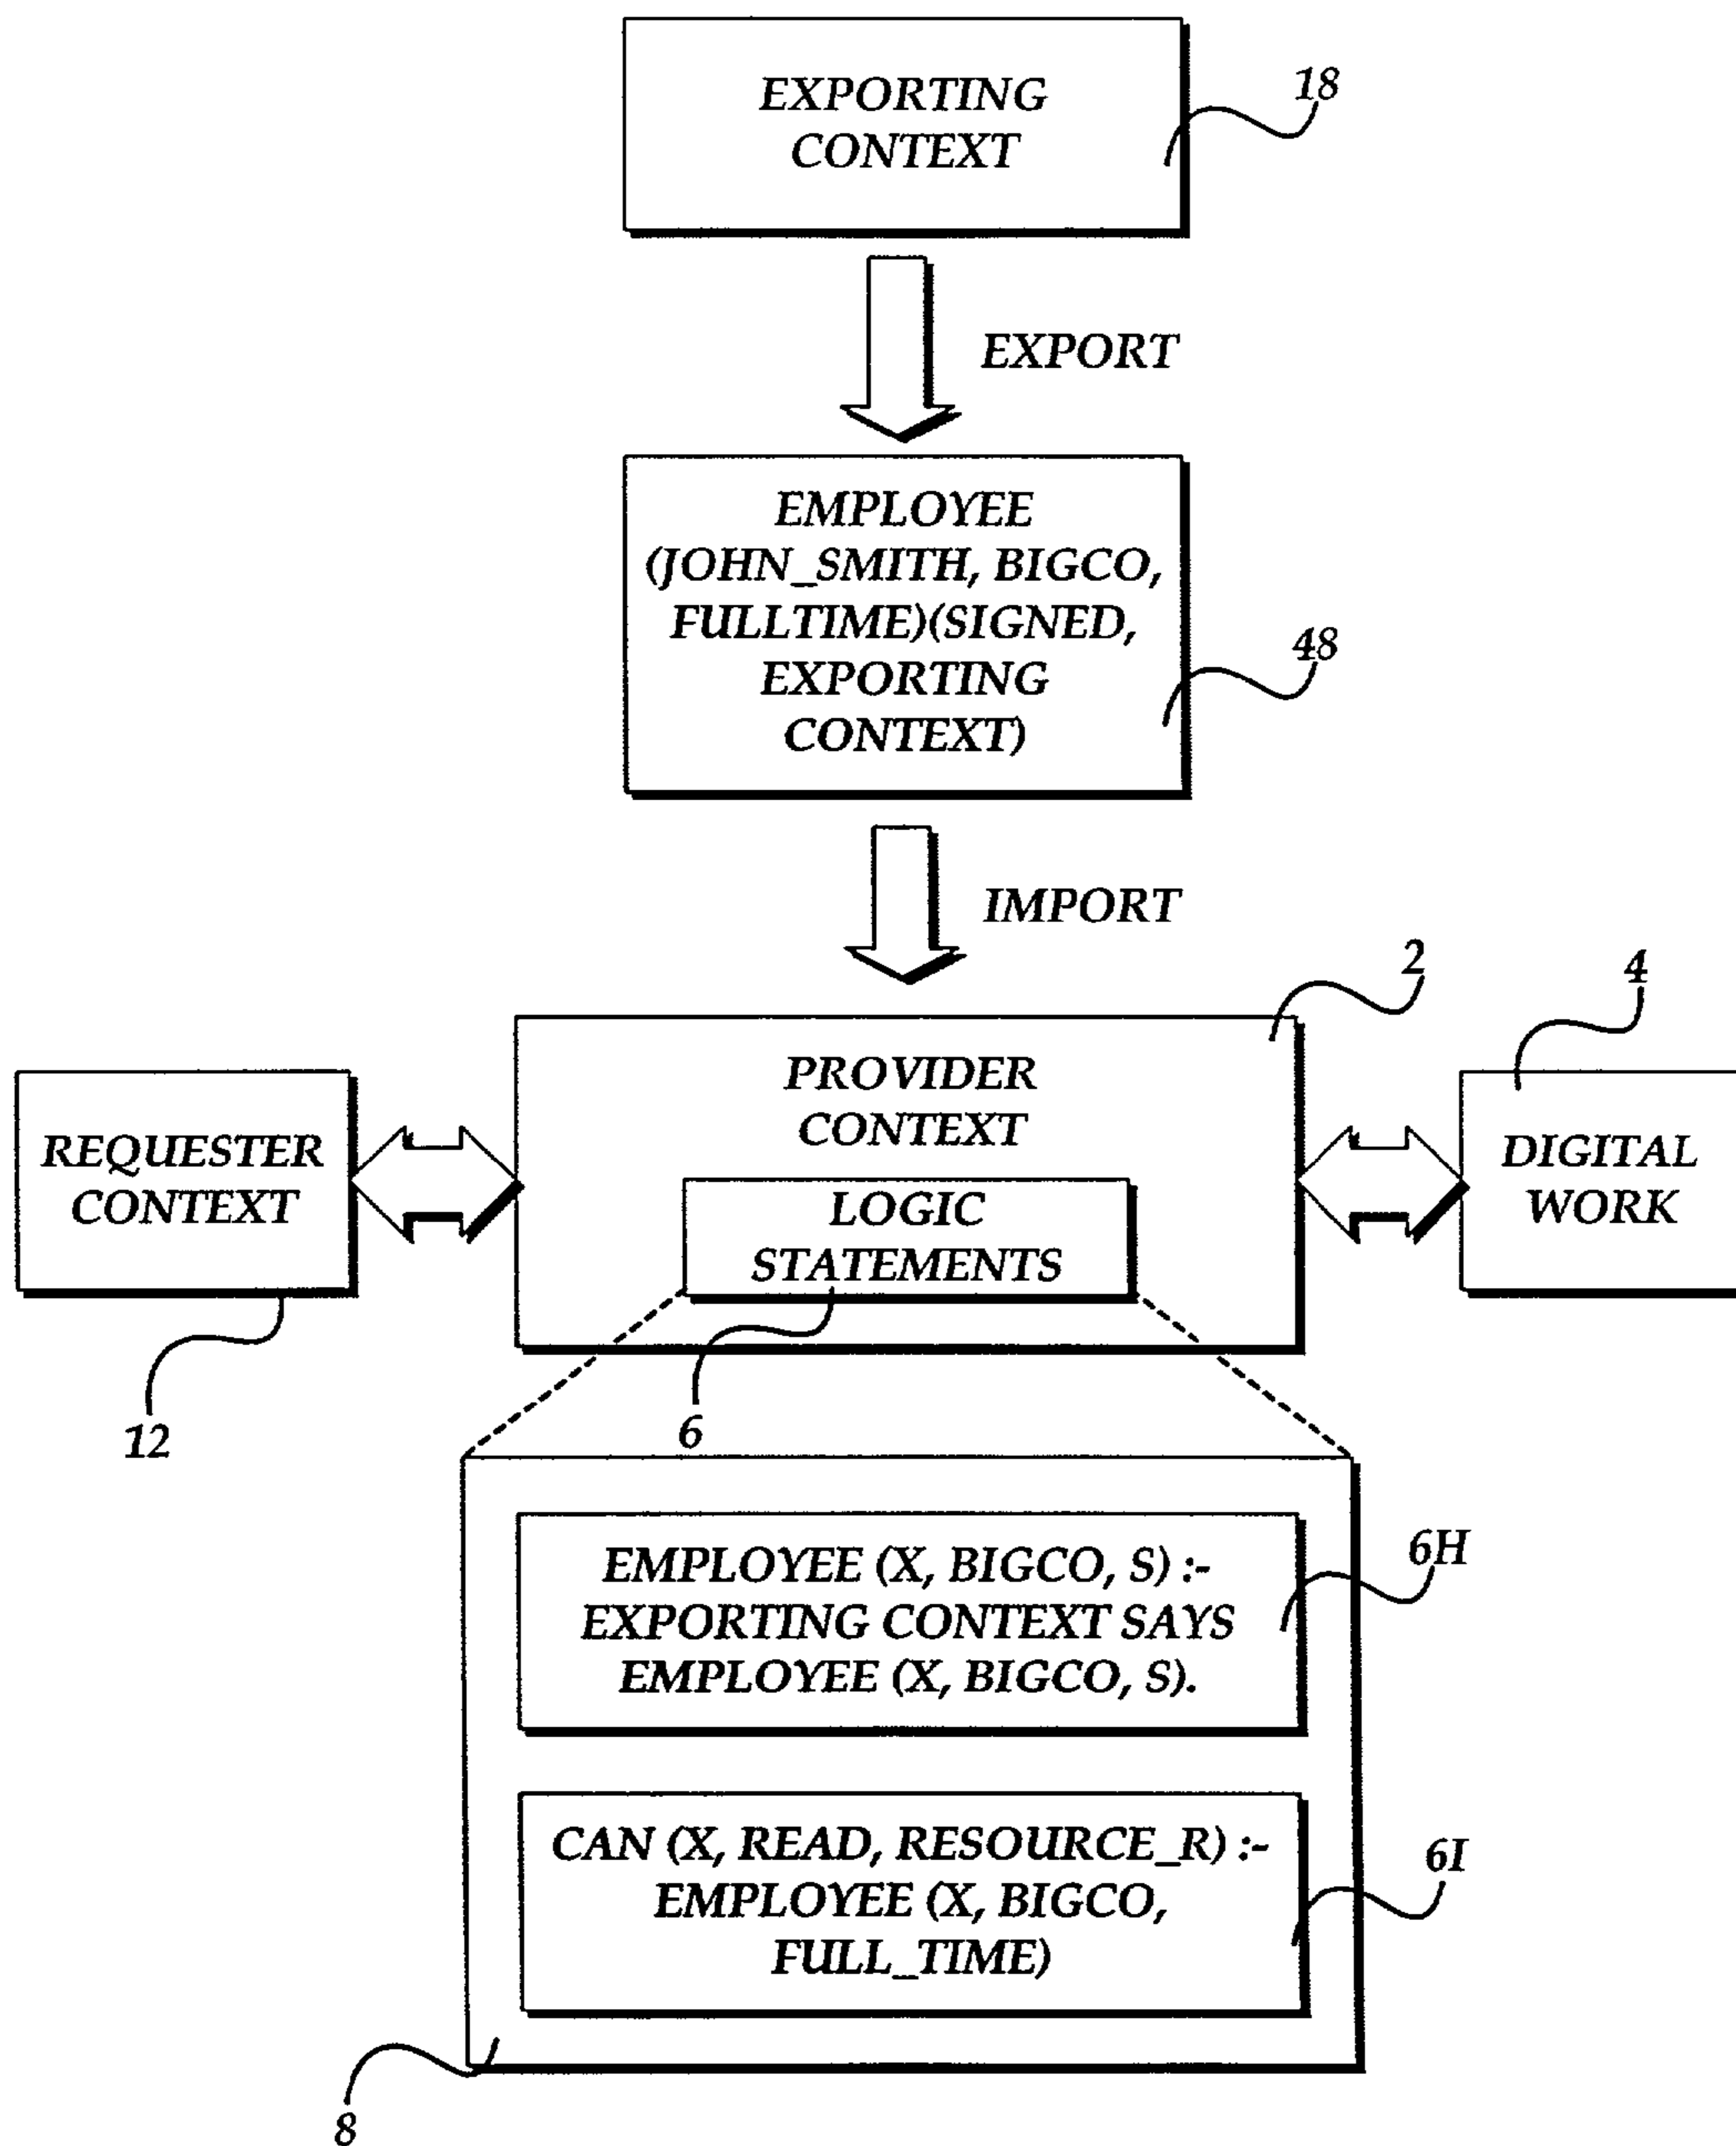 EXPORTING
CONTEXT
18
EXPORT
EMPLOYEE
(JOHN_SMITH, BIGCO,
FULLTIME)(SIGNED,
EXPORTING
CONTEXT)
48
IMPORT
2
4
PROVIDER
CONTEXT
REQUESTER
CONTEXT
DIGITAL
WORK
LOGIC
STATEMENTS
12
6
EMPLOYEE (X, BIGCO, S) :-
EXPORTING CONTEXT SAYS
EMPLOYEE (X, BIGCO, S).
6H
CAN (X, READ, RESOURCE_R) :-
EMPLOYEE (X, BIGCO,
FULL_TIME)
6I
8